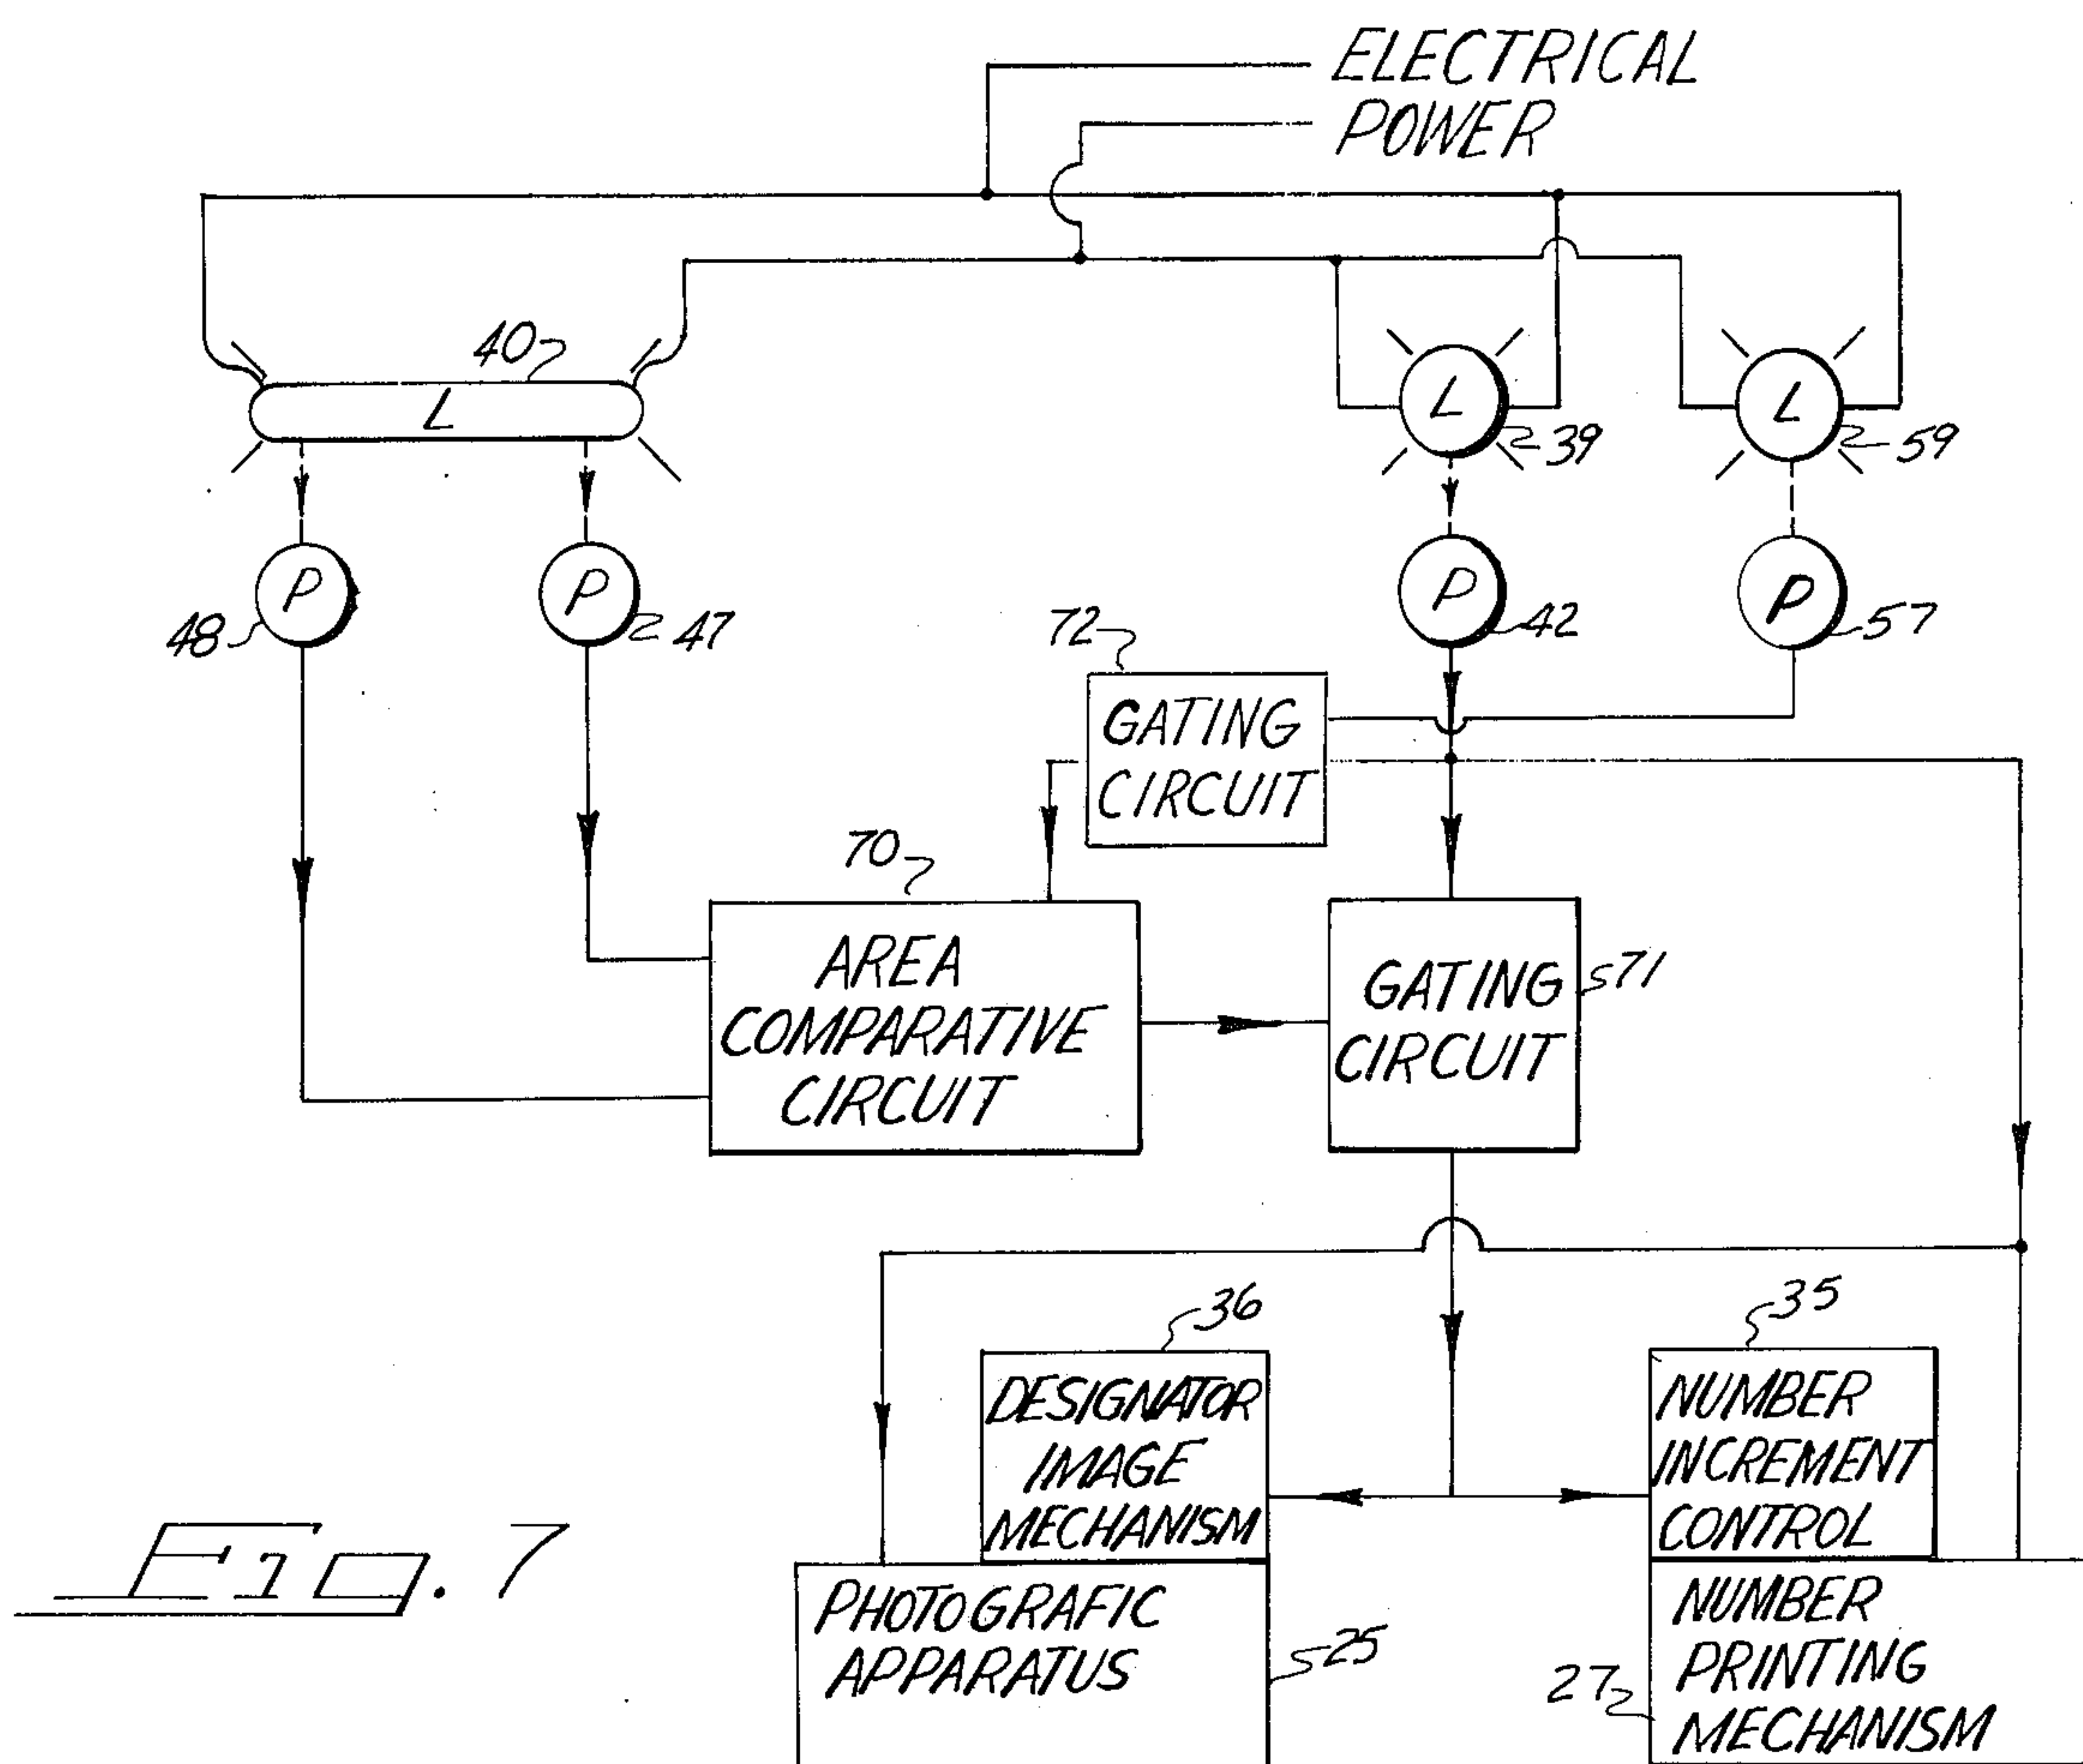 ELECTRICAL
POWER
40
L
L
39
L
59
P
48
P
47
P
42
P
57
72
GATING
CIRCUIT
70
AREA
COMPARATIVE
CIRCUIT
GATING
CIRCUIT
71
36
DESIGNATOR
IMAGE
MECHANISM
35
NUMBER
INCREMENT
CONTROL
PHOTOGRAFIC
APPARATUS
25
NUMBER
PRINTING
MECHANISM
27
Fig. 7